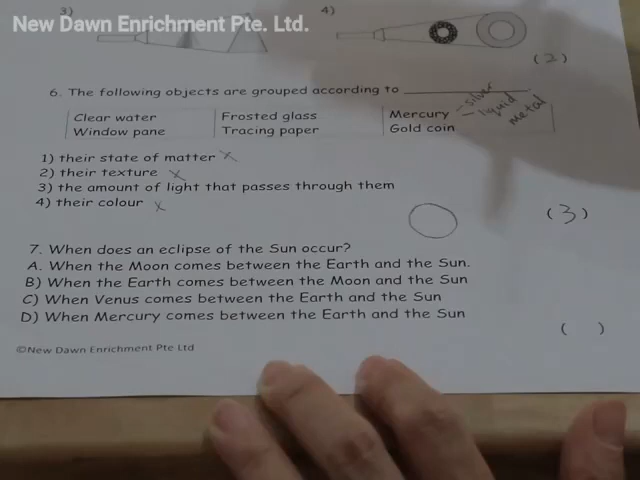 New Dawn Enrichment Pte. Ltd.
3)
4)
(2)
6. The following objects are grouped according to
Clear water Frosted glass Mercury - silver
Window pane Tracing paper Gold coin - liquid metal
1) their state of matter x
2) their texture x
3) the amount of light that passes through them
4) their colour x
(3)
7. When does an eclipse of the Sun occur?
A. When the Moon comes between the Earth and the Sun.
B) When the Earth comes between the Moon and the Sun
C) When Venus comes between the Earth and the Sun
D) When Mercury comes between the Earth and the Sun
( )
©New Dawn Enrichment Pte Ltd